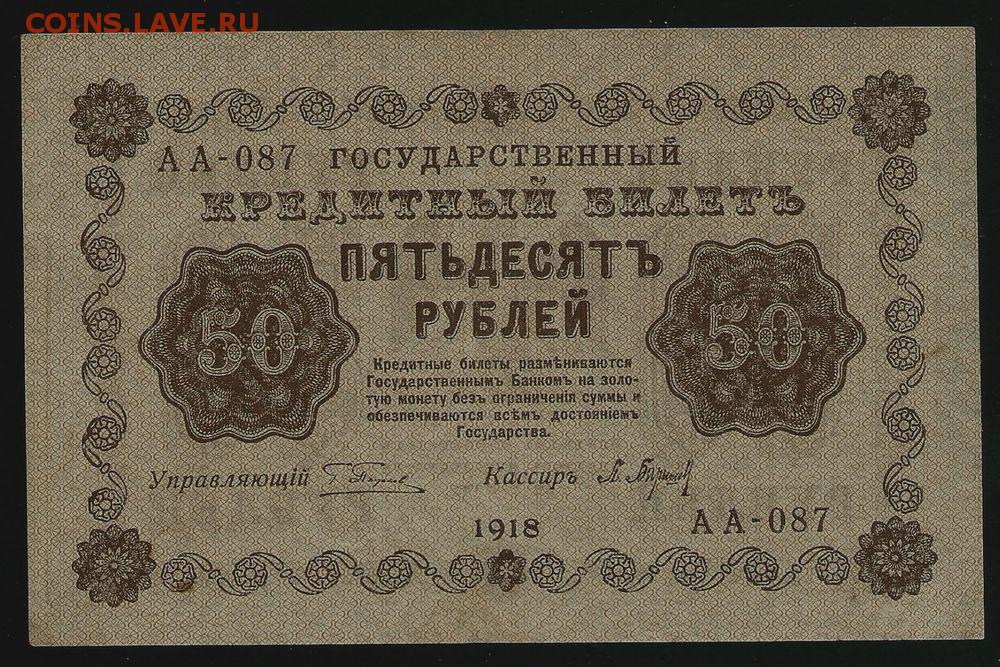 COINS.LAVE.RU
АА-087 ГОСУДАРСТВЕННЫЙ
КРЕДИТНЫЙ БИЛЕТЪ
ПЯТЬДЕСЯТЪ
РУБЛЕЙ
50
50
Кредитные билеты размѣниваются
Государственнымъ Банкомъ на золо-
тую монету безъ ограниченія суммы и
обезпечиваются всѣмъ достояніемъ
Государства.
Управляющій
Кассиръ
1918
АА-087